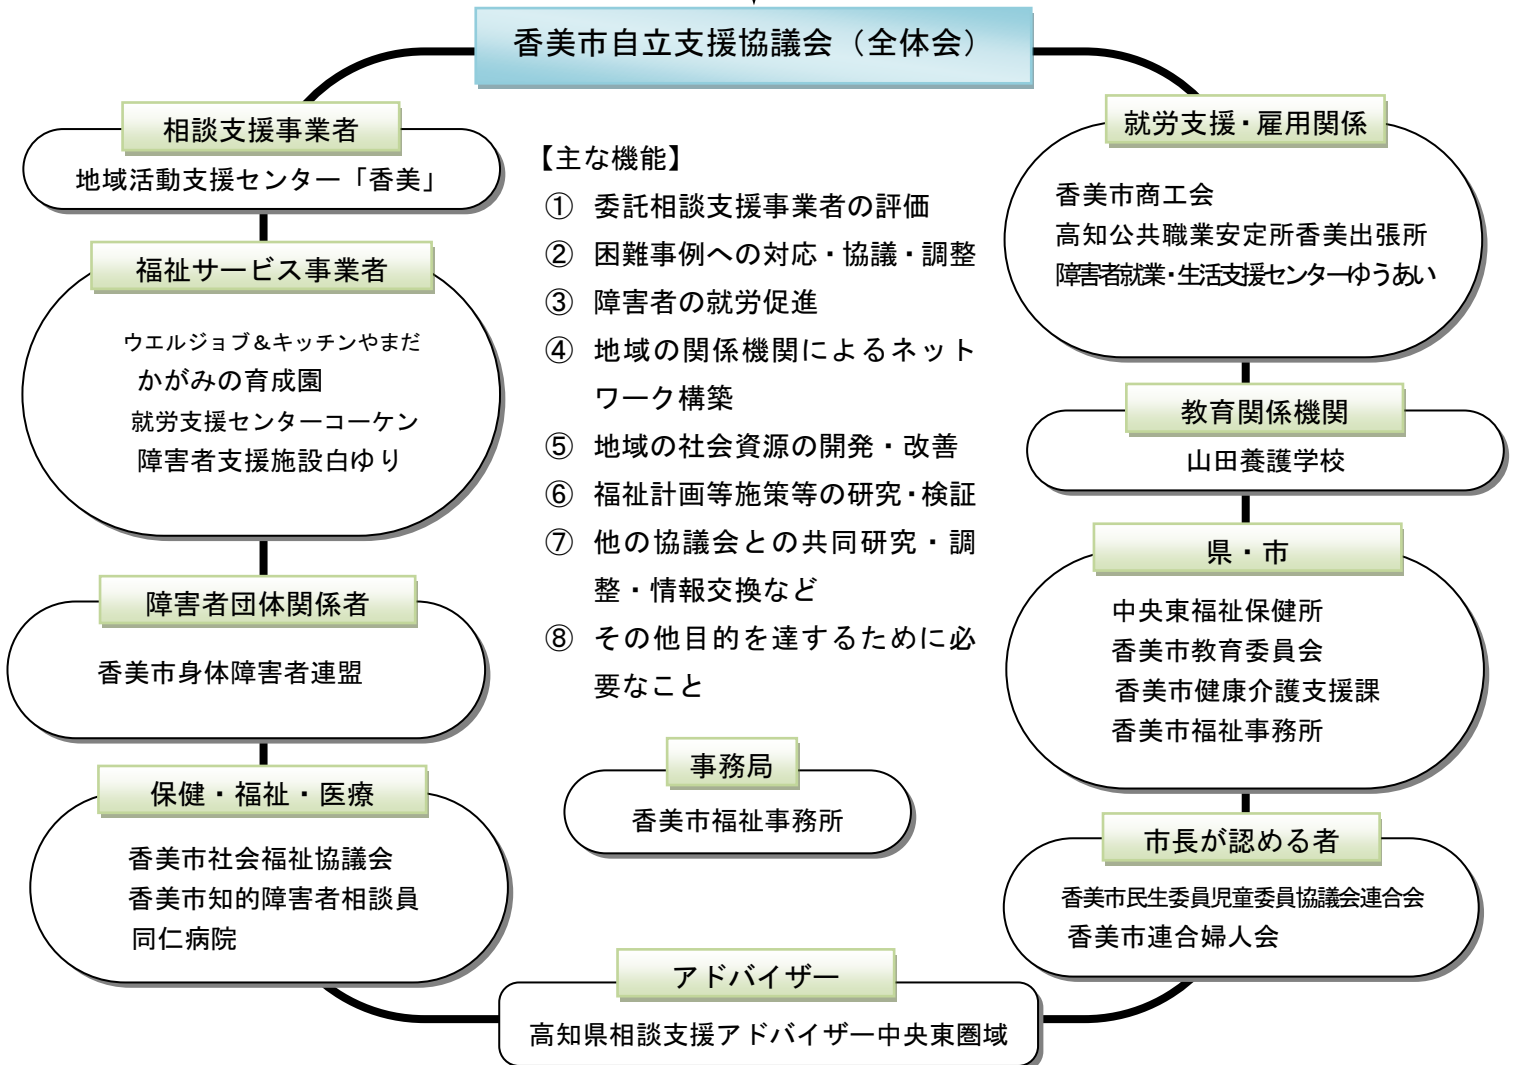 香美市自立支援協議会（全体会）
相談支援事業者
地域活動支援センター「香美」
福祉サービス事業者
ウエルジョブ＆キッチンやまだ
かがみの育成園
就労支援センターコーケン
障害者支援施設白ゆり
障害者団体関係者
香美市身体障害者連盟
保健・福祉・医療
香美市社会福祉協議会
香美市知的障害者相談員
同仁病院
【主な機能】
① 委託相談支援事業者の評価
② 困難事例への対応・協議・調整
③ 障害者の就労促進
④ 地域の関係機関によるネット
ワーク構築
⑤ 地域の社会資源の開発・改善
⑥ 福祉計画等施策等の研究・検証
⑦ 他の協議会との共同研究・調
整・情報交換など
⑧ その他目的を達するために必
要なこと
事務局
香美市福祉事務所
就労支援・雇用関係
香美市商工会
高知公共職業安定所香美出張所
障害者就業・生活支援センターゆうあい
教育関係機関
山田養護学校
県・市
中央東福祉保健所
香美市教育委員会
香美市健康介護支援課
香美市福祉事務所
市長が認める者
香美市民生委員児童委員協議会連合会
香美市連合婦人会
アドバイザー
高知県相談支援アドバイザー中央東圏域